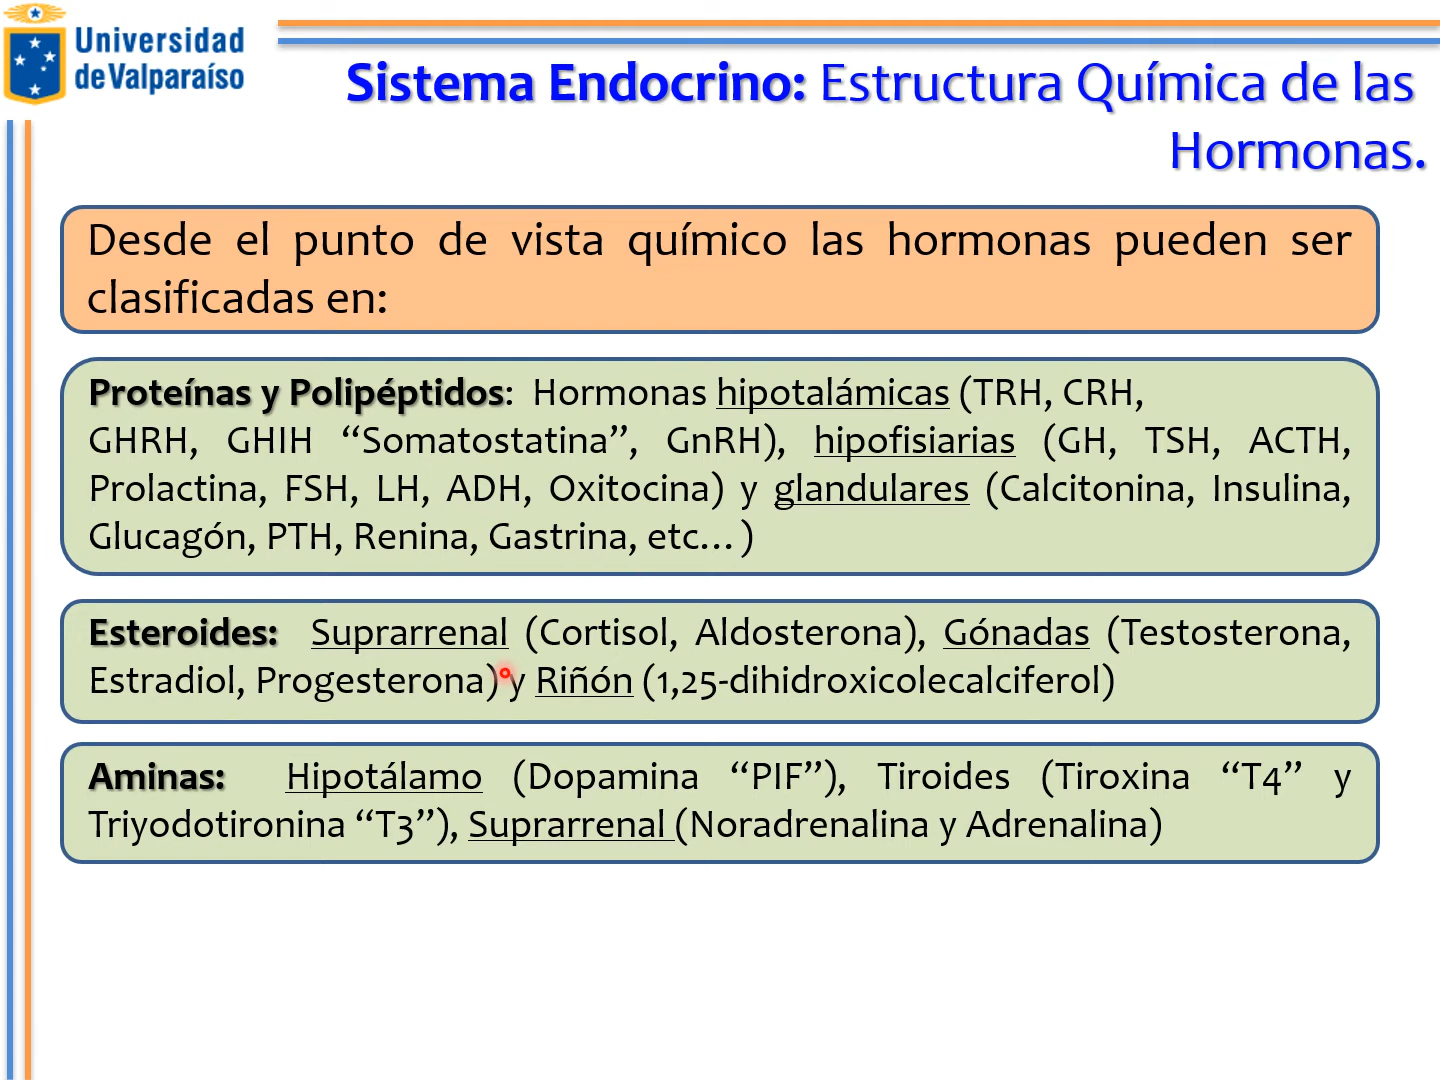 Universidad
de Valparaíso
Sistema Endocrino: Estructura Química de las
Hormonas.
Desde el punto de vista químico las hormonas pueden ser
clasificadas en:
Proteínas y Polipéptidos: Hormonas hipotalámicas (TRH, CRH,
GHRH, GHIH “Somatostatina”, GnRH), hipofisiarias (GH, TSH, ACTH,
Prolactina, FSH, LH, ADH, Oxitocina) y glandulares (Calcitonina, Insulina,
Glucagón, PTH, Renina, Gastrina, etc…)
Esteroides: Suprarrenal (Cortisol, Aldosterona), Gónadas (Testosterona,
Estradiol, Progesterona) y Riñón (1,25-dihidroxicolecalciferol)
Aminas: Hipotálamo (Dopamina “PIF”), Tiroides (Tiroxina “T4” y
Triyodotironina “T3”), Suprarrenal (Noradrenalina y Adrenalina)